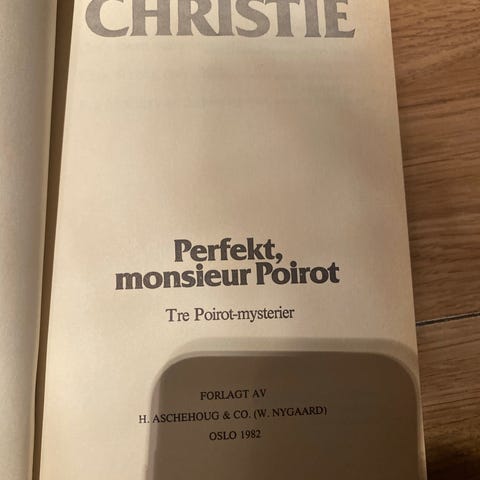 CHRISTIE
Perfekt,
monsieur Poirot
Tre Poirot-mysterier
FORLAGT AV
H. ASCHEHOUG & CO. (W. NYGAARD)
OSLO 1982